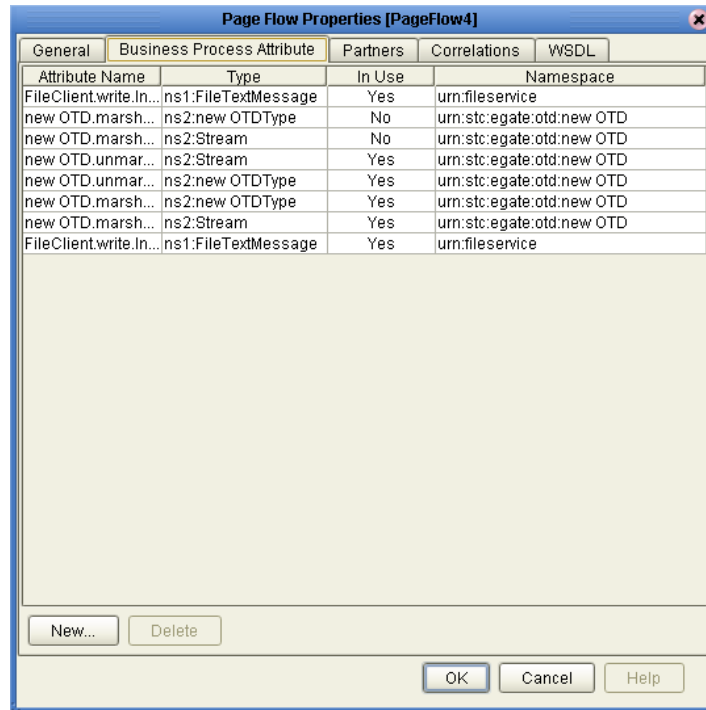 Page Flow Properties [PageFlow4]
General Business Process Attribute Partners Correlations WSDL
Attribute Name Type In Use Namespace
FileClient.write.In... ns1:FileTextMessage Yes urn:fileservice
new OTD.marsh... ns2:new OTDType No urn:stc:egate:otd:new OTD
new OTD.marsh... ns2:Stream No urn:stc:egate:otd:new OTD
new OTD.unmar... ns2:Stream Yes urn:stc:egate:otd:new OTD
new OTD.unmar... ns2:new OTDType Yes urn:stc:egate:otd:new OTD
new OTD.marsh... ns2:new OTDType Yes urn:stc:egate:otd:new OTD
new OTD.marsh... ns2:Stream Yes urn:stc:egate:otd:new OTD
FileClient.write.In... ns1:FileTextMessage Yes urn:fileservice
New... Delete
OK Cancel Help